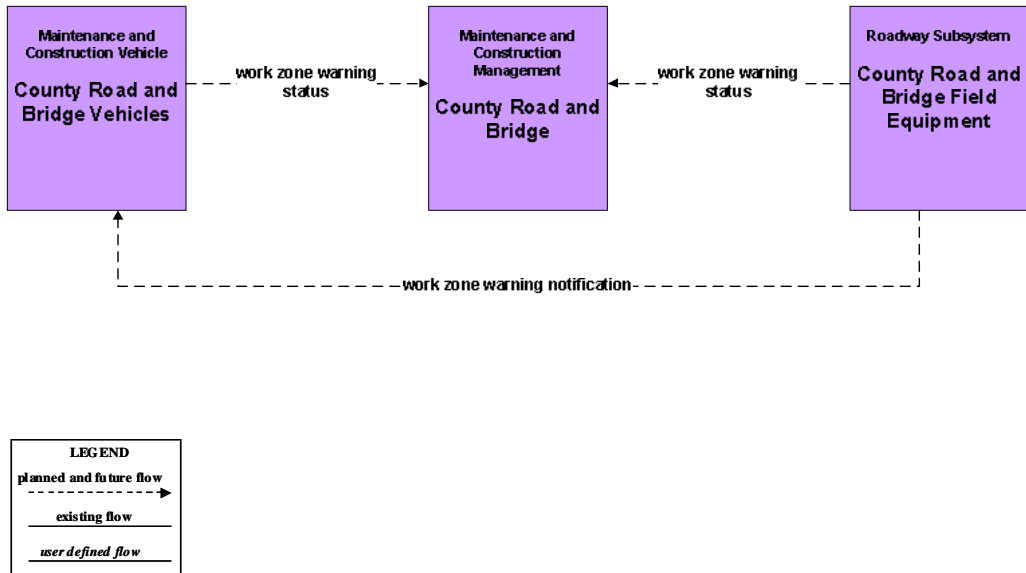 Maintenance and
Construction Vehicle
County Road and
Bridge Vehicles
work zone warning
status
Maintenance and
Construction
Management
County Road and
Bridge
work zone warning
status
Roadway Subsystem
County Road and
Bridge Field
Equipment
work zone warning notification
LEGEND
planned and future flow
existing flow
user defined flow